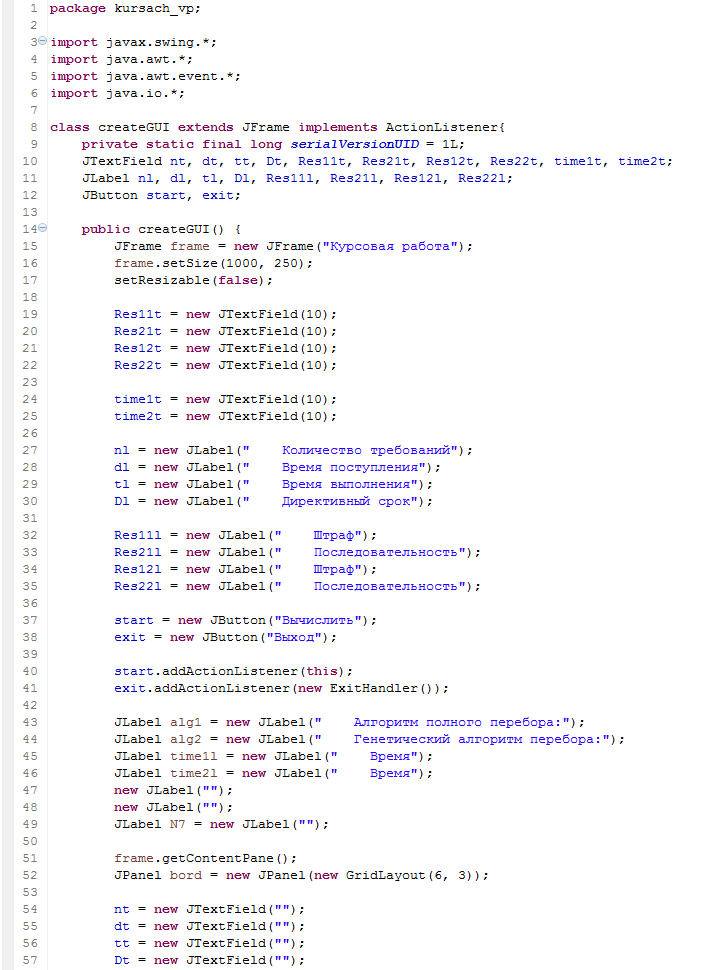 1 package kursach_vp;
2
3 import javax.swing.*;
4 import java.awt.*;
5 import java.awt.event.*;
6 import java.io.*;
7
8 class createGUI extends JFrame implements ActionListener{
9     private static final long serialVersionUID = 1L;
10     JTextField nt, dt, tt, Dt, Res11t, Res21t, Res12t, Res22t, time1t, time2t;
11     JLabel nl, dl, tl, Dl, Res11l, Res21l, Res12l, Res22l;
12     JButton start, exit;
13
14     public createGUI() {
15         JFrame frame = new JFrame("Курсовая работа");
16         frame.setSize(1000, 250);
17         setResizable(false);
18
19         Res11t = new JTextField(10);
20         Res21t = new JTextField(10);
21         Res12t = new JTextField(10);
22         Res22t = new JTextField(10);
23
24         time1t = new JTextField(10);
25         time2t = new JTextField(10);
26
27         nl = new JLabel("    Количество требований");
28         dl = new JLabel("    Время поступления");
29         tl = new JLabel("    Время выполнения");
30         Dl = new JLabel("    Директивный срок");
31
32         Res11l = new JLabel("    Штраф");
33         Res21l = new JLabel("    Последовательность");
34         Res12l = new JLabel("    Штраф");
35         Res22l = new JLabel("    Последовательность");
36
37         start = new JButton("Вычислить");
38         exit = new JButton("Выход");
39
40         start.addActionListener(this);
41         exit.addActionListener(new ExitHandler());
42
43         JLabel alg1 = new JLabel("    Алгоритм полного перебора:");
44         JLabel alg2 = new JLabel("    Генетический алгоритм перебора:");
45         JLabel time1l = new JLabel("    Время");
46         JLabel time2l = new JLabel("    Время");
47         new JLabel("");
48         new JLabel("");
49         JLabel N7 = new JLabel("");
50
51         frame.getContentPane();
52         JPanel bord = new JPanel(new GridLayout(6, 3));
53
54         nt = new JTextField("");
55         dt = new JTextField("");
56         tt = new JTextField("");
57         Dt = new JTextField("");